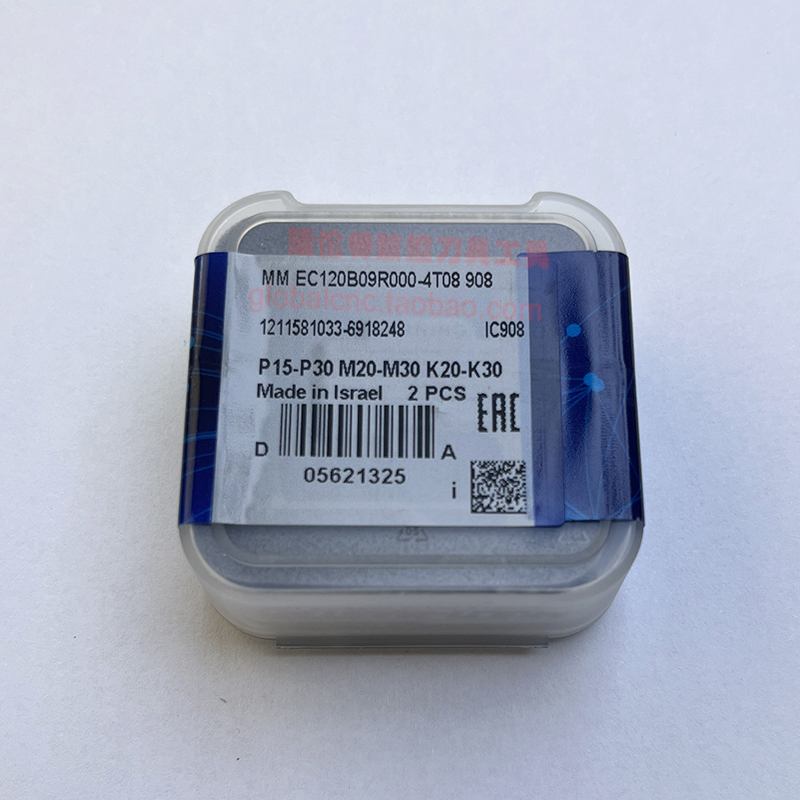 MM EC120B09R000-4T08 908
globalcnc.taobao.com
1211581033-6918248 IC908
P15-P30 M20-M30 K20-K30
Made in Israel 2 PCS EAC
D A
05621325
i